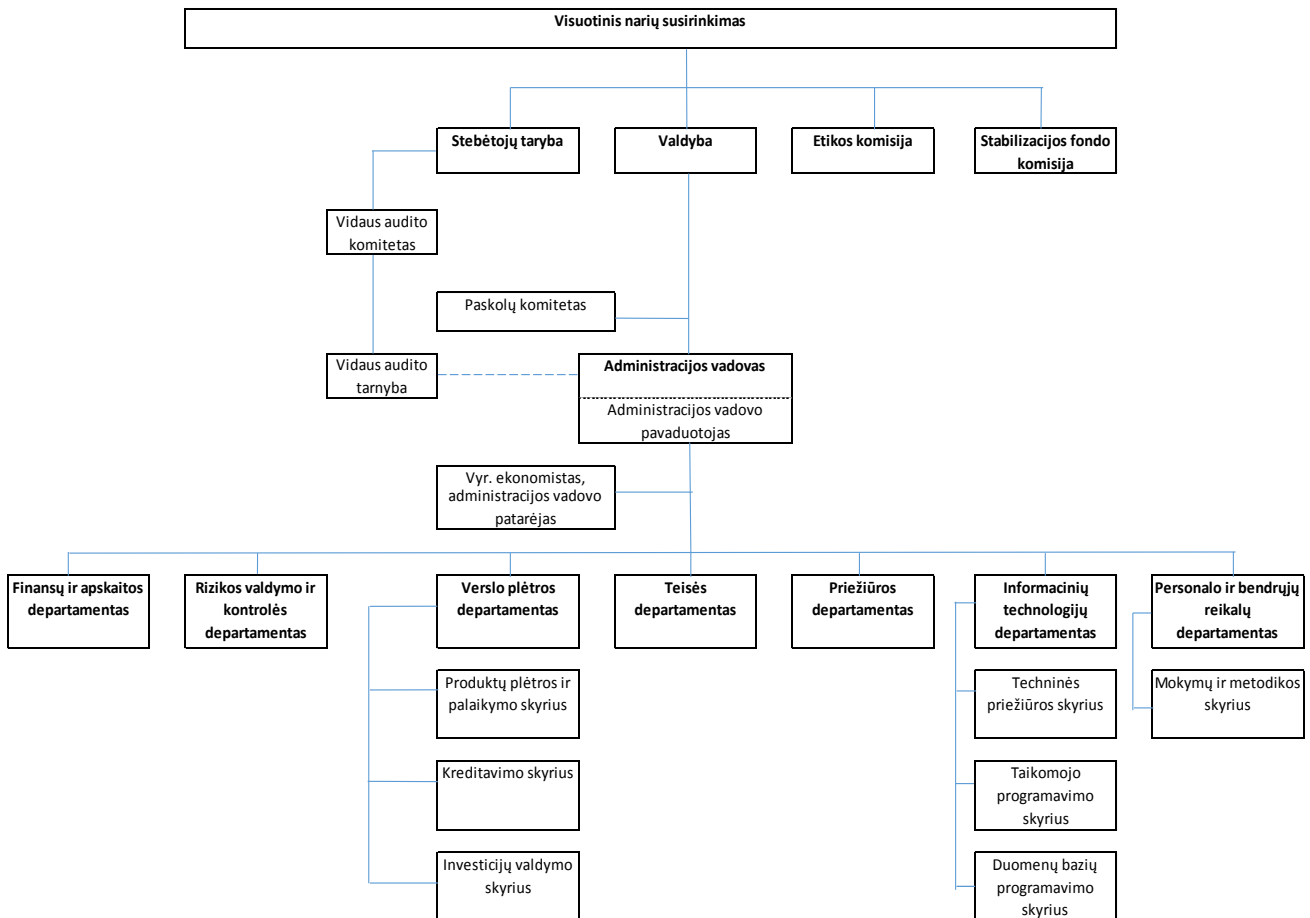 Visuotinis narių susirinkimas
Stebėtojų taryba
Valdyba
Etikos komisija
Stabilizacijos fondo
komisija
Vidaus audito
komitetas
Paskolų komitetas
Vidaus audito
tarnyba
Administracijos vadovas
Administracijos vadovo
pavaduotojas
Vyr. ekonomistas,
administracijos vadovo
patarėjas
Finansų ir apskaitos
departamentas
Rizikos valdymo ir
kontrolės
departamentas
Verslo plėtros
departamentas
Teisės
departamentas
Priežiūros
departamentas
Informacinių
technologijų
departamentas
Personalo ir bendrųjų
reikalų
departamentas
Produktų plėtros ir
palaikymo skyrius
Techninės
priežiūros skyrius
Mokymų ir metodikos
skyrius
Kreditavimo skyrius
Taikomojo
programavimo
skyrius
Investicijų valdymo
skyrius
Duomenų bazių
programavimo
skyrius